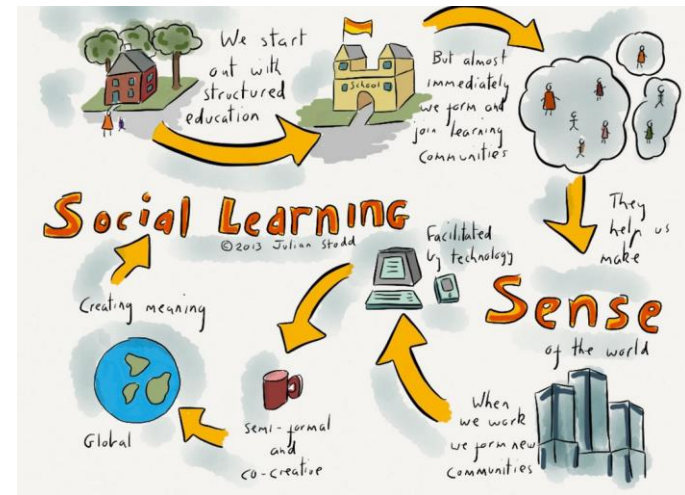 We start
out with
structured
education
School
But almost
immediately
we form and
join learning
Communities
They
help us
make
Sense
of the world
When
we work
we form new
Communities
Facilitated
by technology
semi-formal
and
co-creative
Global
Creating meaning
Social Learning
©2013 Julian Stodd